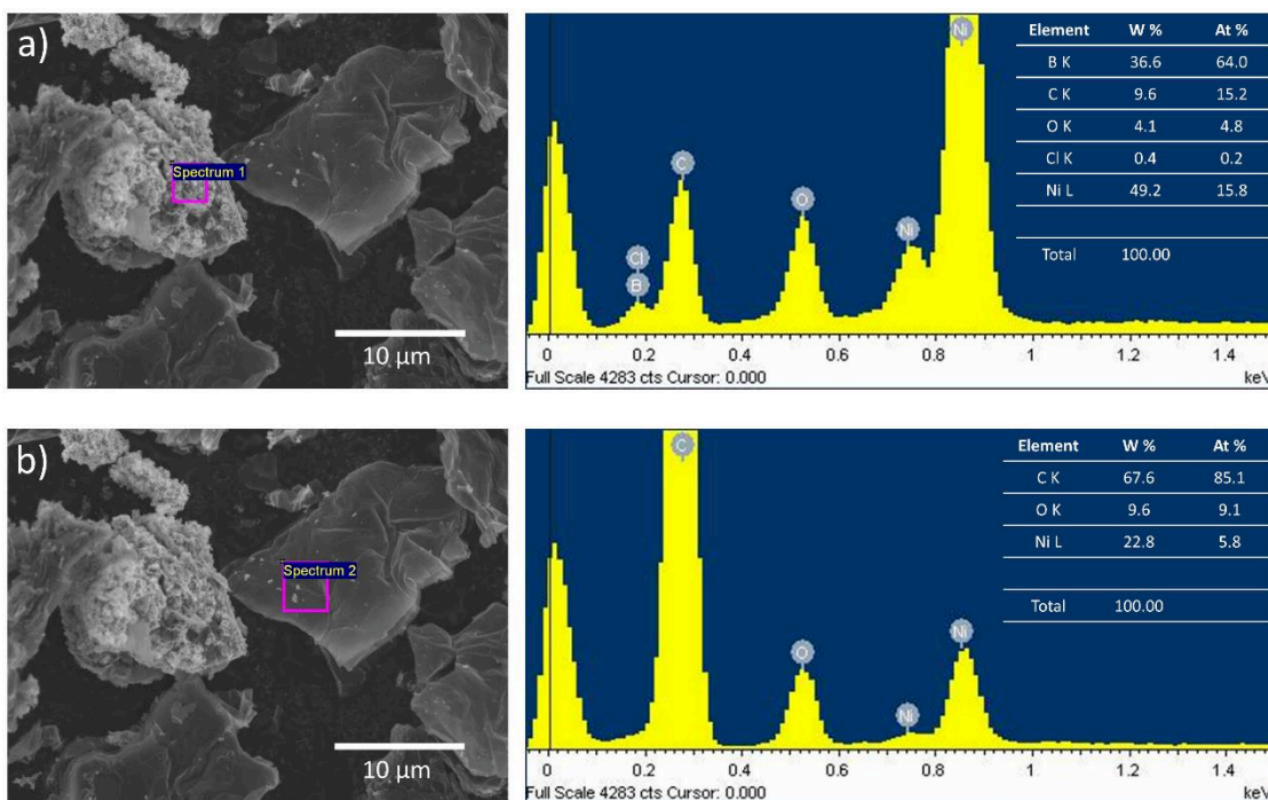 a)
Spectrum 1
10 µm
Ni
C
O
Ni
Cl
B
Element W % At %
B K 36.6 64.0
C K 9.6 15.2
O K 4.1 4.8
Cl K 0.4 0.2
Ni L 49.2 15.8
Total 100.00
0 0.2 0.4 0.6 0.8 1 1.2 1.4
Full Scale 4283 cts Cursor: 0.000 keV
b)
Spectrum 2
10 µm
C
O
Ni
Ni
Element W % At %
C K 67.6 85.1
O K 9.6 9.1
Ni L 22.8 5.8
Total 100.00
0 0.2 0.4 0.6 0.8 1 1.2 1.4
Full Scale 4283 cts Cursor: 0.000 keV